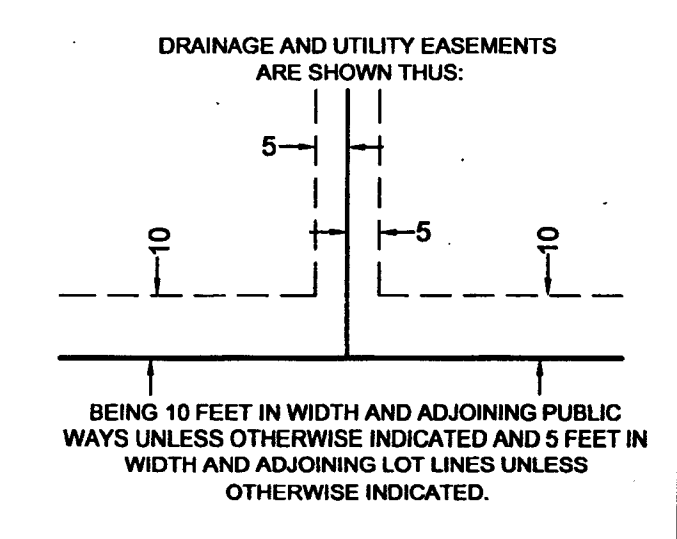 DRAINAGE AND UTILITY EASEMENTS
ARE SHOWN THUS:
5
5
10
10
BEING 10 FEET IN WIDTH AND ADJOINING PUBLIC
WAYS UNLESS OTHERWISE INDICATED AND 5 FEET IN
WIDTH AND ADJOINING LOT LINES UNLESS
OTHERWISE INDICATED.